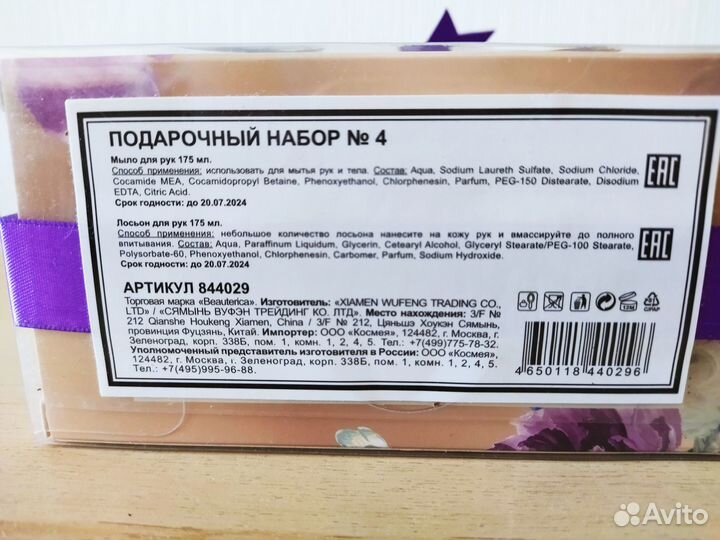 ПОДАРОЧНЫЙ НАБОР № 4
Мыло для рук 175 мл.
Способ применения: использовать для мытья рук и тела. Состав: Aqua, Sodium Laureth Sulfate, Sodium Chloride,
Cocamide MEA, Cocamidopropyl Betaine, Phenoxyethanol, Chlorphenesin, Parfum, PEG-150 Distearate, Disodium
EDTA, Citric Acid.
Срок годности: до 20.07.2024
EAC
Лосьон для рук 175 мл.
Способ применения: небольшое количество лосьона нанесите на кожу рук и вмассируйте до полного
впитывания. Состав: Aqua, Paraffinum Liquidum, Glycerin, Cetearyl Alcohol, Glyceryl Stearate/PEG-100 Stearate,
Polysorbate-60, Phenoxyethanol, Chlorphenesin, Carbomer, Parfum, Sodium Hydroxide.
Срок годности: до 20.07.2024
EAC
АРТИКУЛ 844029
Торговая марка «Beauterica». Изготовитель: «XIAMEN WUFENG TRADING CO.,
LTD» / «СЯМЫНЬ ВУФЭН ТРЕЙДИНГ КО. ЛТД». Место нахождения: 3/F №
212 Qianshe Houkeng Xiamen, China / 3/F № 212, Цяньшэ Хоукэн Сямынь,
провинция Фуцзянь, Китай. Импортер: ООО «Космея», 124482, г. Москва, г.
Зеленоград, корп. 338Б, пом. 1, комн. 1, 2, 4, 5. Тел.: +7(499)775-78-32.
Уполномоченный представитель изготовителя в России: ООО «Космея»,
124482, г. Москва, г. Зеленоград, корп. 338Б, пом. 1, комн. 1, 2, 4, 5.
Тел.: +7(495)995-96-88.
12M
C/PAP
4 650118 440296
Avito